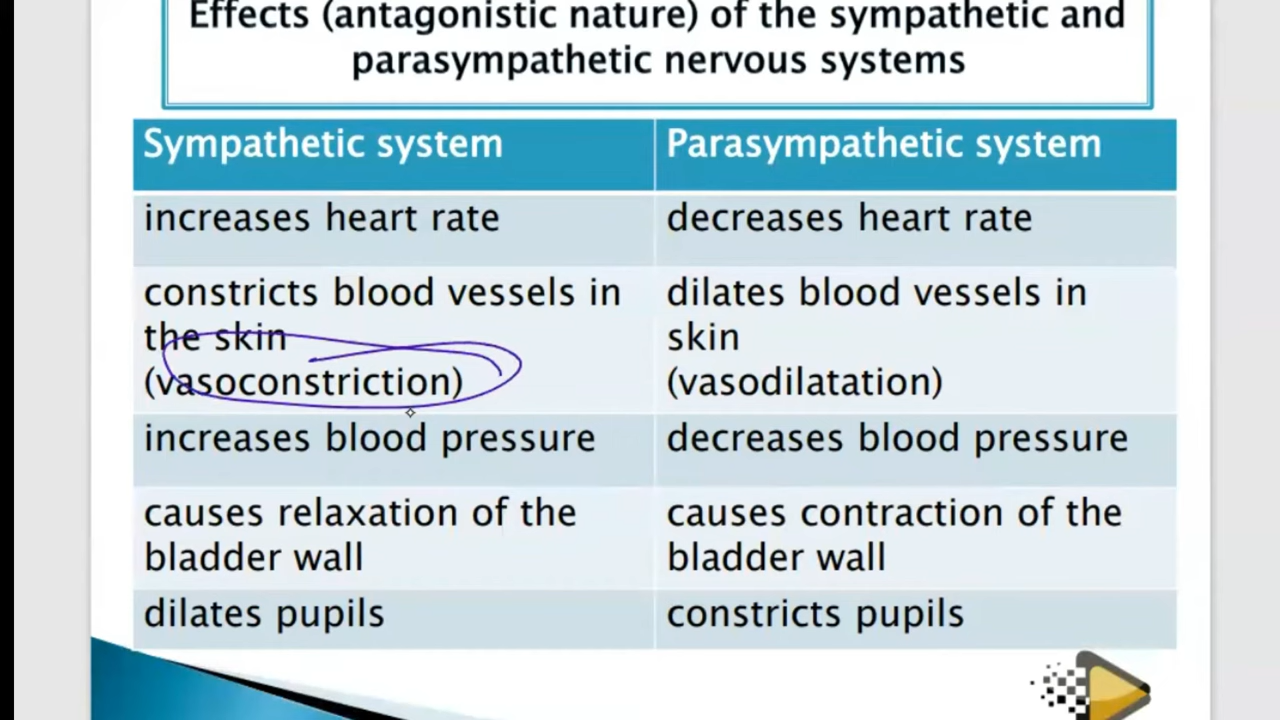 Effects (antagonistic nature) of the sympathetic and
parasympathetic nervous systems
Sympathetic system
Parasympathetic system
increases heart rate
decreases heart rate
constricts blood vessels in
the skin
(vasoconstriction)
dilates blood vessels in
skin
(vasodilatation)
increases blood pressure
decreases blood pressure
causes relaxation of the
bladder wall
causes contraction of the
bladder wall
dilates pupils
constricts pupils